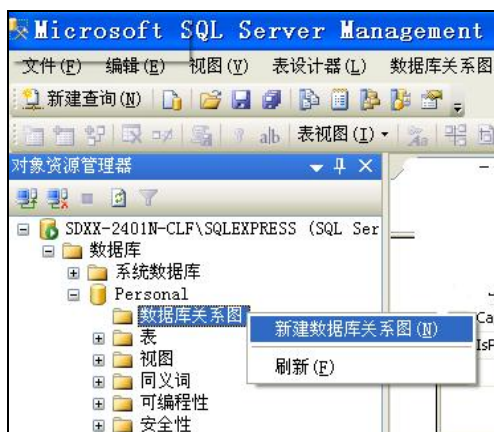 Microsoft SQL Server Management
文件(F) 编辑(E) 视图(V) 表设计器(L) 数据库关系图
新建查询(N)
ab 表视图(I)
对象资源管理器
SDXX-2401N-CLF\SQLEXPRESS (SQL Ser
数据库
系统数据库
Personal
数据库关系图
新建数据库关系图(N)
Ca
表
IsF
视图
刷新(F)
同义词
可编程性
安全性